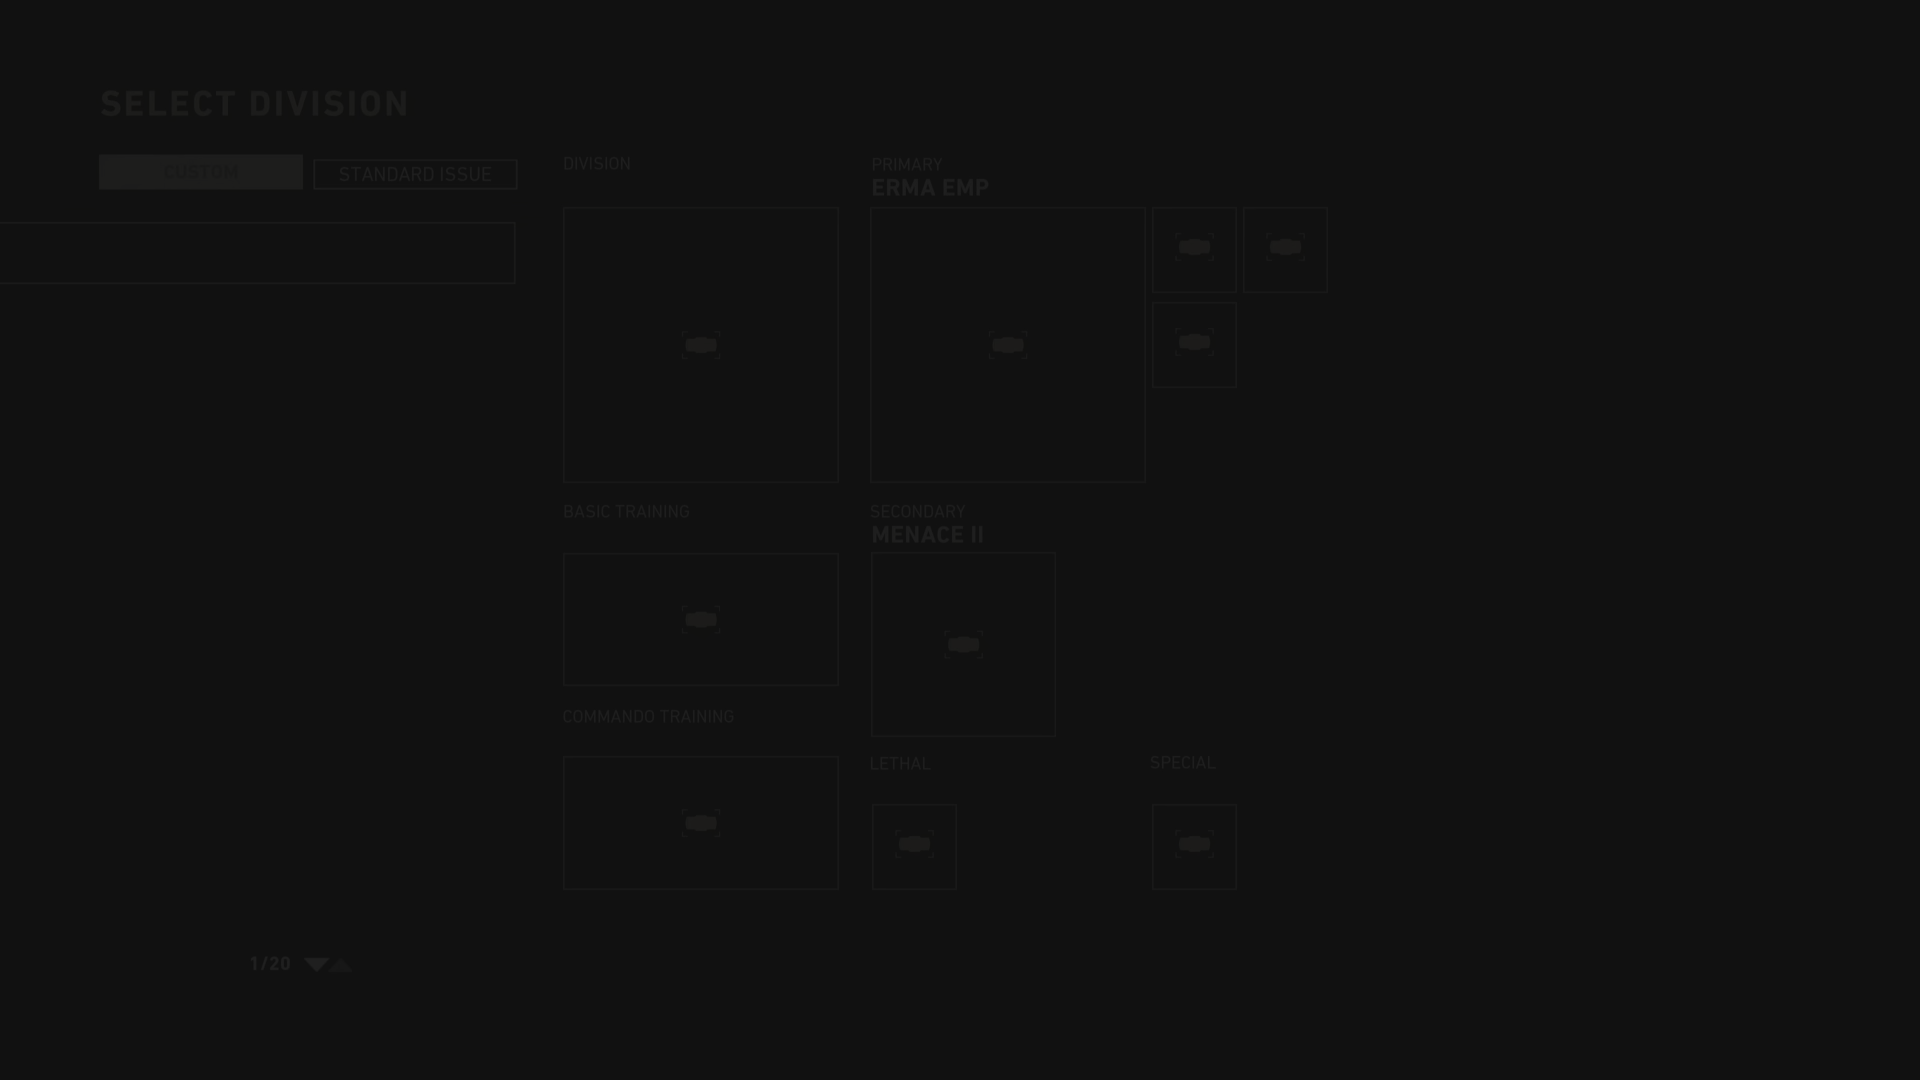 SELECT DIVISION
CUSTOM
STANDARD ISSUE
DIVISION
PRIMARY
ERMA EMP
BASIC TRAINING
SECONDARY
MENACE II
COMMANDO TRAINING
LETHAL
SPECIAL
1/20